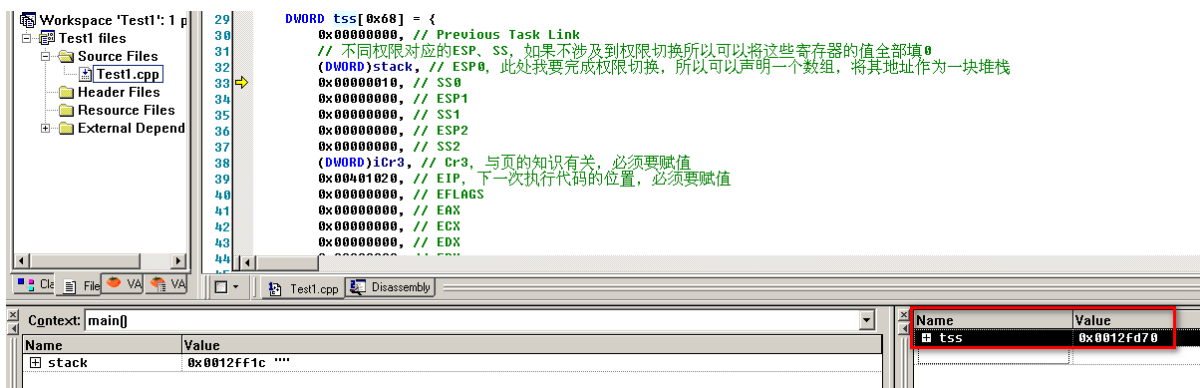 Workspace 'Test1': 1 p
Test1 files
Source Files
Test1.cpp
Header Files
Resource Files
External Depend
29 DWORD tss[0x68] = {
30 0x00000000, // Previous Task Link
31 // 不同权限对应的ESP、SS，如果不涉及到权限切换所以可以将这些寄存器的值全部填0
32 (DWORD)stack, // ESP0，此处我要完成权限切换，所以可以声明一个数组，将其地址作为一块堆栈
33 0x00000010, // SS0
34 0x00000000, // ESP1
35 0x00000000, // SS1
36 0x00000000, // ESP2
37 0x00000000, // SS2
38 (DWORD)iCr3, // Cr3，与页的知识有关，必须要赋值
39 0x00401020, // EIP，下一次执行代码的位置，必须要赋值
40 0x00000000, // EFLAGS
41 0x00000000, // EAX
42 0x00000000, // ECX
43 0x00000000, // EDX
44
Cla File VA VA
Test1.cpp Disassembly
Context: main()
Name Value
stack 0x0012ff1c ""
Name Value
tss 0x0012fd70